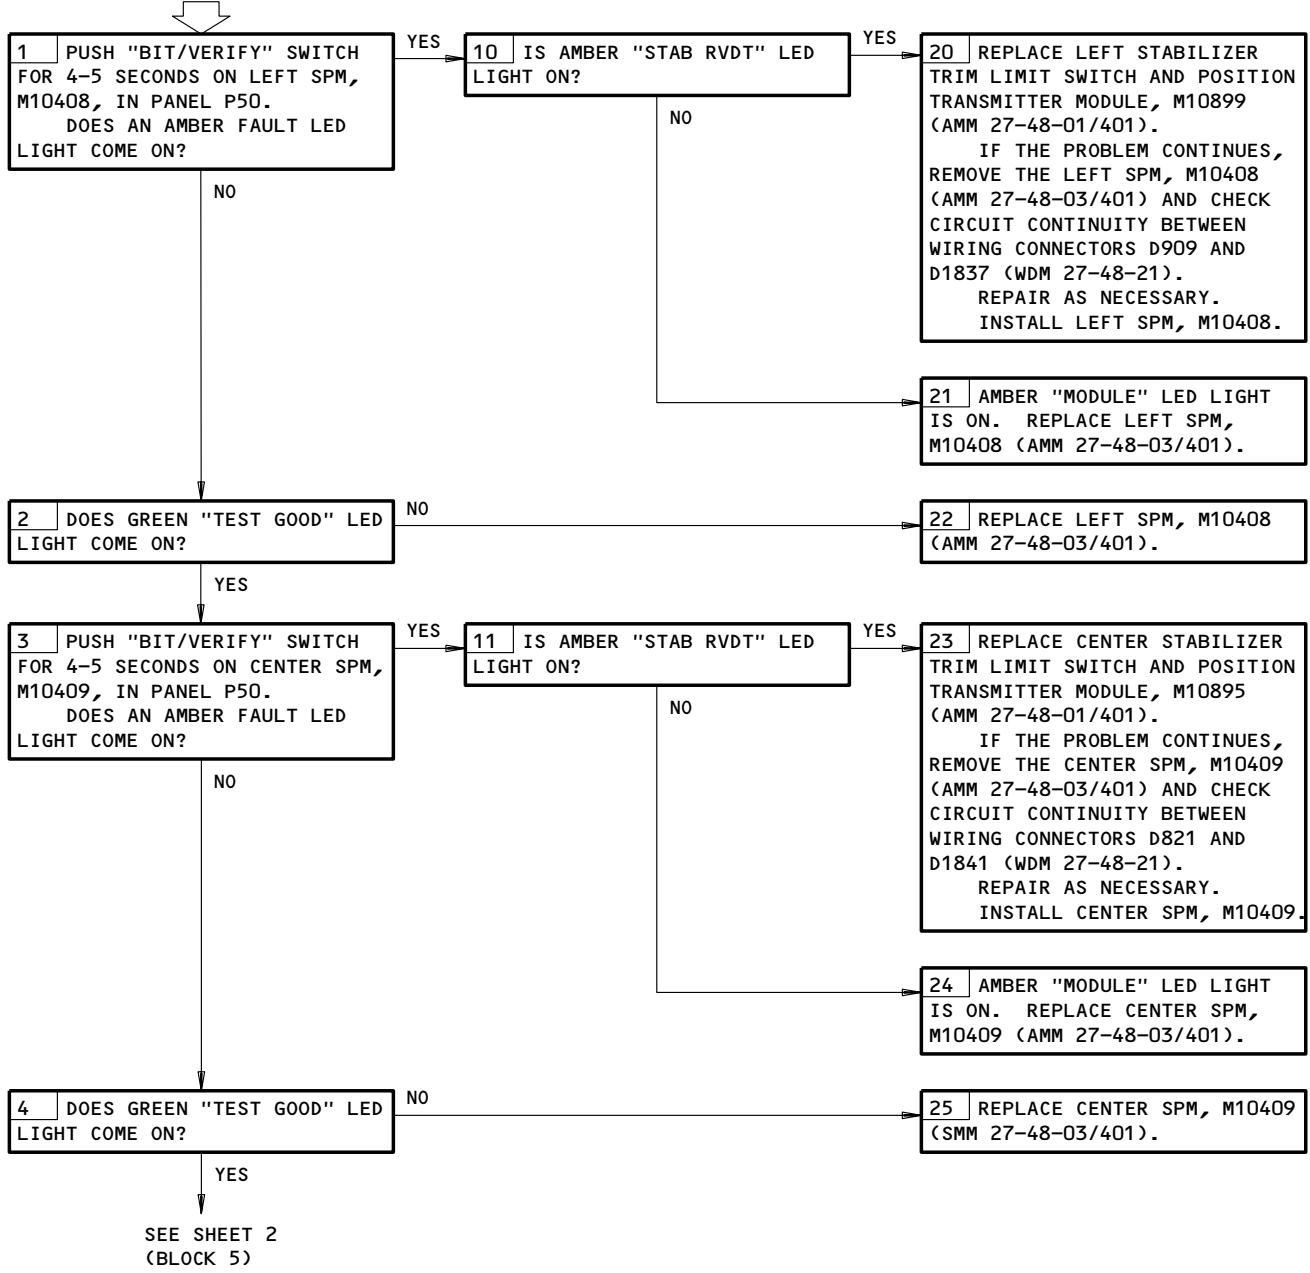 1 PUSH "BIT/VERIFY" SWITCH
FOR 4-5 SECONDS ON LEFT SPM,
M10408, IN PANEL P50.
DOES AN AMBER FAULT LED
LIGHT COME ON?
YES
NO
10 IS AMBER "STAB RVDT" LED
LIGHT ON?
YES
NO
20 REPLACE LEFT STABILIZER
TRIM LIMIT SWITCH AND POSITION
TRANSMITTER MODULE, M10899
(AMM 27-48-01/401).
IF THE PROBLEM CONTINUES,
REMOVE THE LEFT SPM, M10408
(AMM 27-48-03/401) AND CHECK
CIRCUIT CONTINUITY BETWEEN
WIRING CONNECTORS D909 AND
D1837 (WDM 27-48-21).
REPAIR AS NECESSARY.
INSTALL LEFT SPM, M10408.
21 AMBER "MODULE" LED LIGHT
IS ON. REPLACE LEFT SPM,
M10408 (AMM 27-48-03/401).
2 DOES GREEN "TEST GOOD" LED
LIGHT COME ON?
NO
YES
22 REPLACE LEFT SPM, M10408
(AMM 27-48-03/401).
3 PUSH "BIT/VERIFY" SWITCH
FOR 4-5 SECONDS ON CENTER SPM,
M10409, IN PANEL P50.
DOES AN AMBER FAULT LED
LIGHT COME ON?
YES
NO
11 IS AMBER "STAB RVDT" LED
LIGHT ON?
YES
NO
23 REPLACE CENTER STABILIZER
TRIM LIMIT SWITCH AND POSITION
TRANSMITTER MODULE, M10895
(AMM 27-48-01/401).
IF THE PROBLEM CONTINUES,
REMOVE THE CENTER SPM, M10409
(AMM 27-48-03/401) AND CHECK
CIRCUIT CONTINUITY BETWEEN
WIRING CONNECTORS D821 AND
D1841 (WDM 27-48-21).
REPAIR AS NECESSARY.
INSTALL CENTER SPM, M10409.
24 AMBER "MODULE" LED LIGHT
IS ON. REPLACE CENTER SPM,
M10409 (AMM 27-48-03/401).
4 DOES GREEN "TEST GOOD" LED
LIGHT COME ON?
NO
YES
25 REPLACE CENTER SPM, M10409
(SMM 27-48-03/401).
SEE SHEET 2
(BLOCK 5)